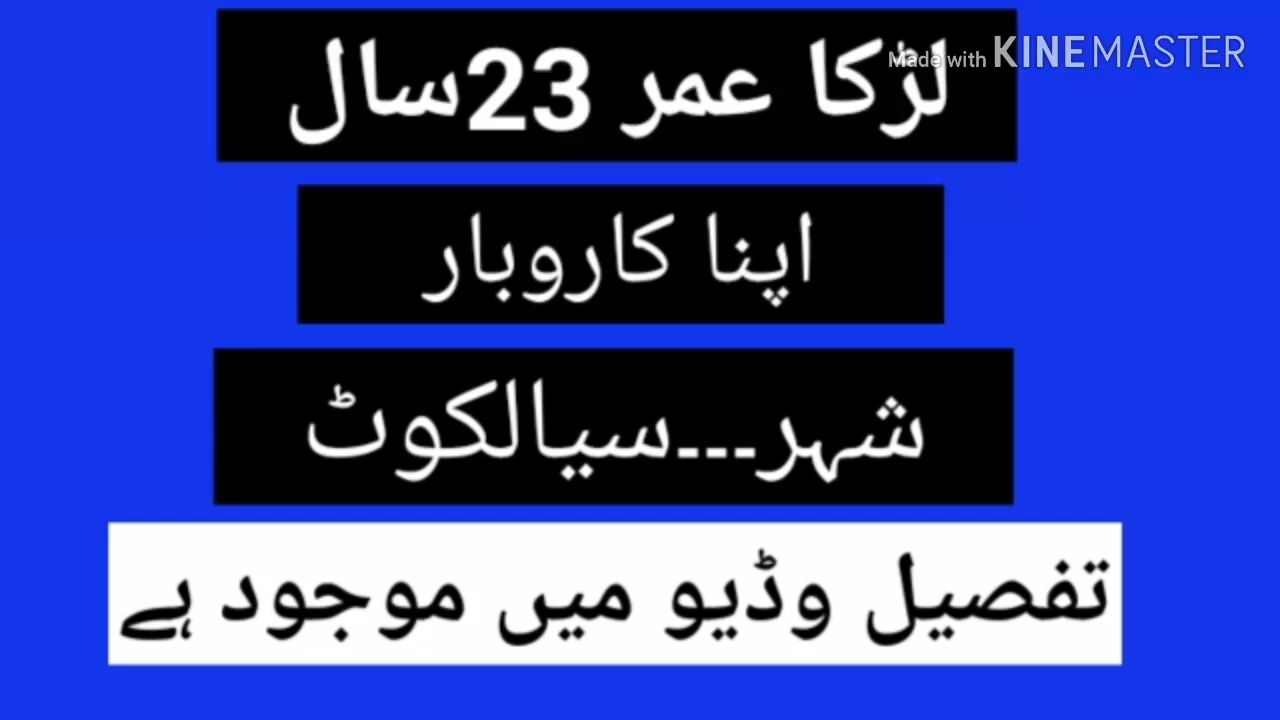 Made with KINEMASTER
لڑکا عمر 23سال
اپنا کاروبار
شہر---سیالکوٹ
تفصیل وڈیو میں موجود ہے